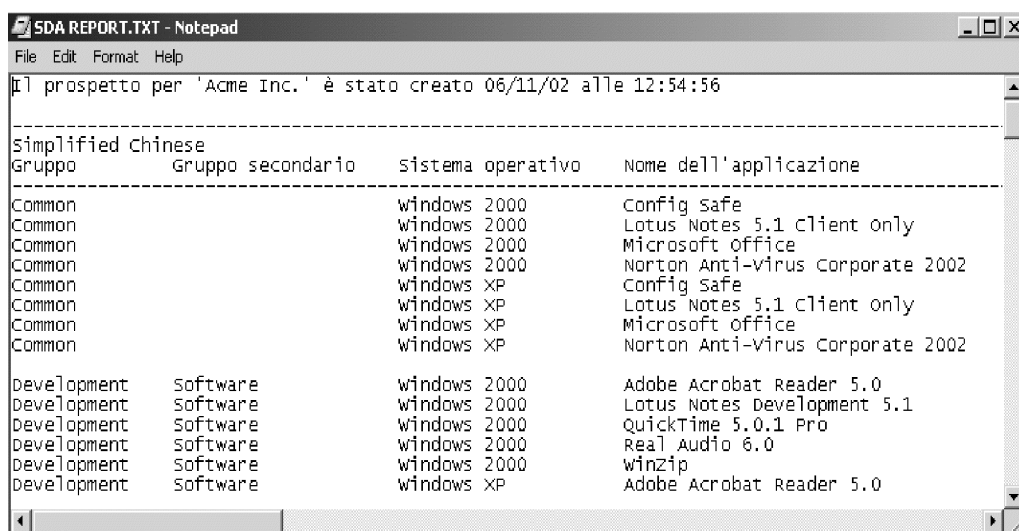 SDA REPORT.TXT - Notepad
File Edit Format Help
Il prospetto per 'Acme Inc.' è stato creato 06/11/02 alle 12:54:56
--------------------------------------------------------------------------------
Simplified Chinese
Gruppo Gruppo secondario Sistema operativo Nome dell'applicazione
--------------------------------------------------------------------------------
Common Windows 2000 Config Safe
Common Windows 2000 Lotus Notes 5.1 Client Only
Common Windows 2000 Microsoft Office
Common Windows 2000 Norton Anti-Virus Corporate 2002
Common Windows XP Config Safe
Common Windows XP Lotus Notes 5.1 Client Only
Common Windows XP Microsoft Office
Common Windows XP Norton Anti-Virus Corporate 2002
Development Software Windows 2000 Adobe Acrobat Reader 5.0
Development Software Windows 2000 Lotus Notes Development 5.1
Development Software Windows 2000 QuickTime 5.0.1 Pro
Development Software Windows 2000 Real Audio 6.0
Development Software Windows 2000 WinZip
Development Software Windows XP Adobe Acrobat Reader 5.0